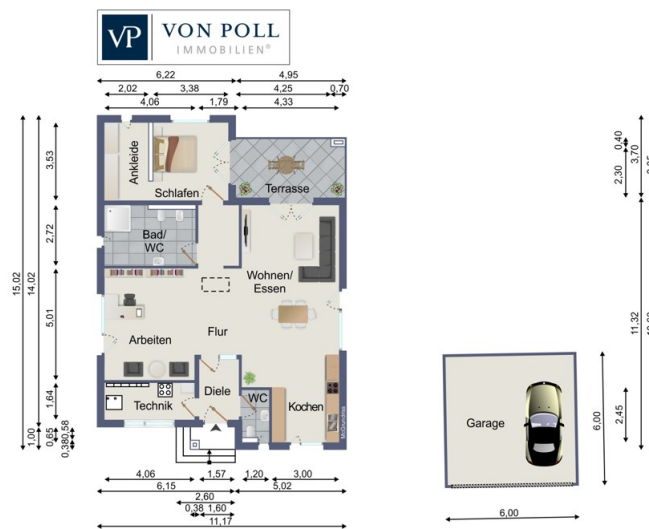 VP
VON POLL
IMMOBILIEN®
6,22 4,95
2,02 3,38 4,25 0,70
4,06 1,79 4,33
Ankleide
Schlafen
Terrasse
Bad/
WC
Wohnen/
Essen
Arbeiten
Flur
Technik
Diele
WC
Kochen
McGrundriss
Garage
15,02
14,02
1,00
3,53
2,72
5,01
1,64
0,65
0,38
0,58
0,40
2,30
3,70
11,32
6,00
2,45
6,00
4,06 1,57 1,20 3,00
6,15 5,02
2,60
0,38 1,60
11,17